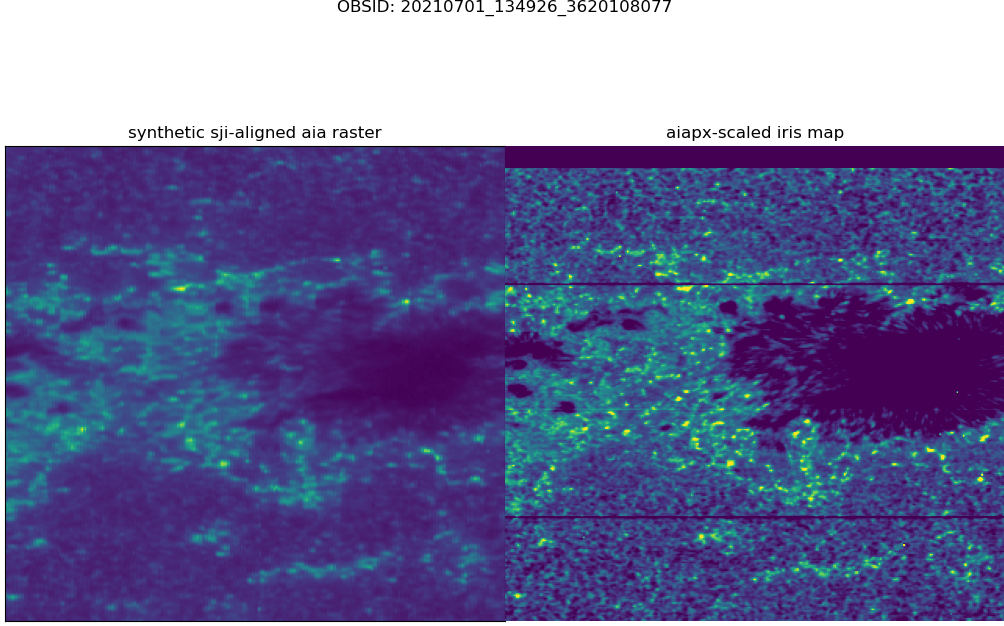 OBSID: 20210701_134926_3620108077
synthetic sji-aligned aia raster
aiapx-scaled iris map